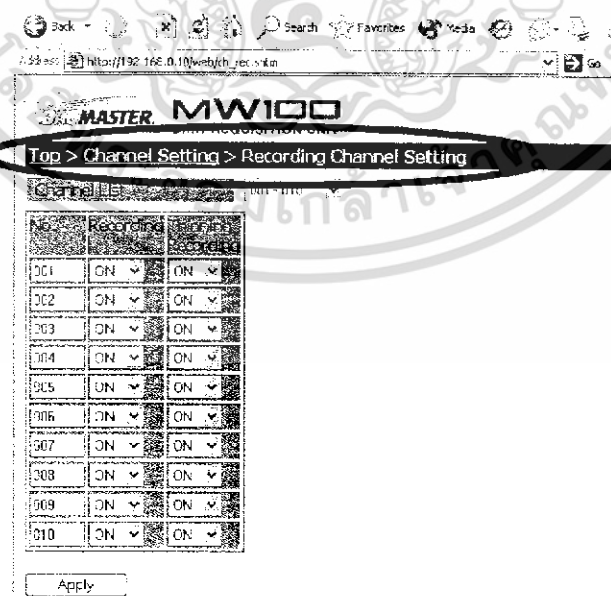 Back Search Favorites Media
Address http://192.168.0.10/web/ch_rec.shtm Go
MASTER. MW100
DATA ACQUISITION UNIT
Top > Channel Setting > Recording Channel Setting
Channel List 001 - 010
No. Recording Thinning Recording
001 ON ON
002 ON ON
003 ON ON
004 ON ON
005 ON ON
006 ON ON
007 ON ON
008 ON ON
009 ON ON
010 ON ON
Apply